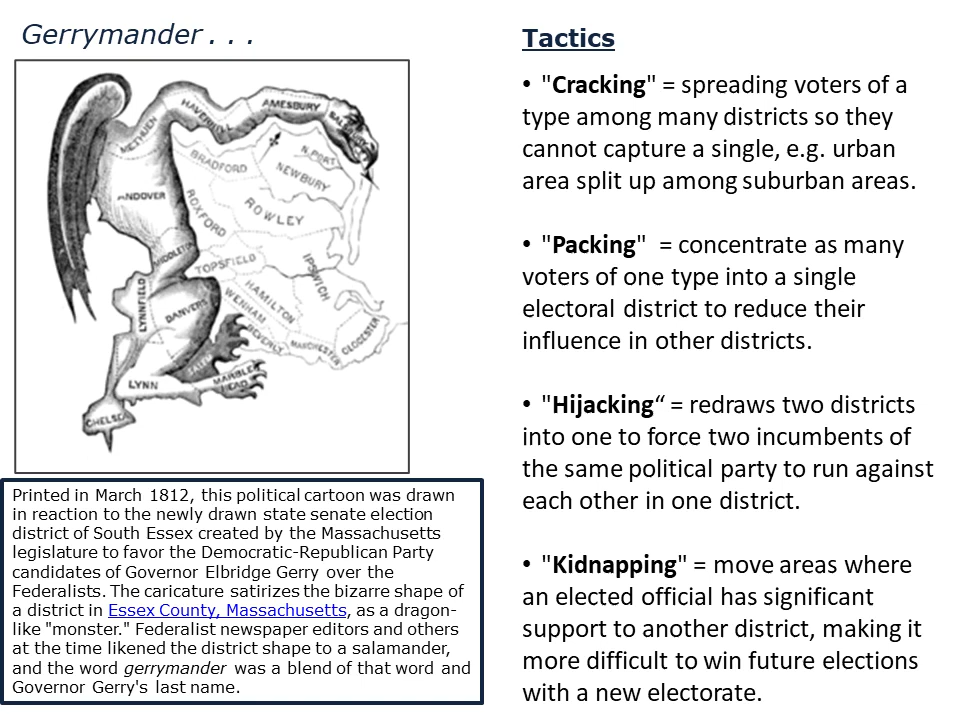 Gerrymander . . .
METHUEN
HAVERHILL
AMESBURY
BRADFORD
N.PORT
NEWBURY
ANDOVER
ROXFORD
ROWLEY
MIDDLETON
TOPSFIELD
IPSWICH
LYNNFIELD
DANVERS
HAMILTON
WENHAM
BEVERLY
MANCHESTER
GLOCESTER
LYNN
MARBLE
HEAD
CHELSEA
Printed in March 1812, this political cartoon was drawn
in reaction to the newly drawn state senate election
district of South Essex created by the Massachusetts
legislature to favor the Democratic-Republican Party
candidates of Governor Elbridge Gerry over the
Federalists. The caricature satirizes the bizarre shape of
a district in Essex County, Massachusetts, as a dragon-
like "monster." Federalist newspaper editors and others
at the time likened the district shape to a salamander,
and the word gerrymander was a blend of that word and
Governor Gerry's last name.
Tactics
• "Cracking" = spreading voters of a
type among many districts so they
cannot capture a single, e.g. urban
area split up among suburban areas.
• "Packing"  = concentrate as many
voters of one type into a single
electoral district to reduce their
influence in other districts.
• "Hijacking“ = redraws two districts
into one to force two incumbents of
the same political party to run against
each other in one district.
• "Kidnapping" = move areas where
an elected official has significant
support to another district, making it
more difficult to win future elections
with a new electorate.